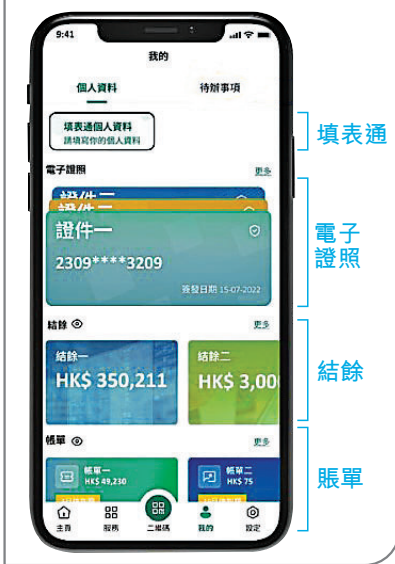 9:41
我的
個人資料
待辦事項
填表通個人資料
請填寫你的個人資料
填表通
電子證照
更多
證件一
2309****3209
簽發日期 15-07-2022
電子
證照
結餘
更多
結餘一
HK$ 350,211
結餘二
HK$ 3,00
結餘
帳單
更多
帳單一
HK$ 49,230
帳單二
HK$ 75
賬單
主頁
服務
二維碼
我的
設定